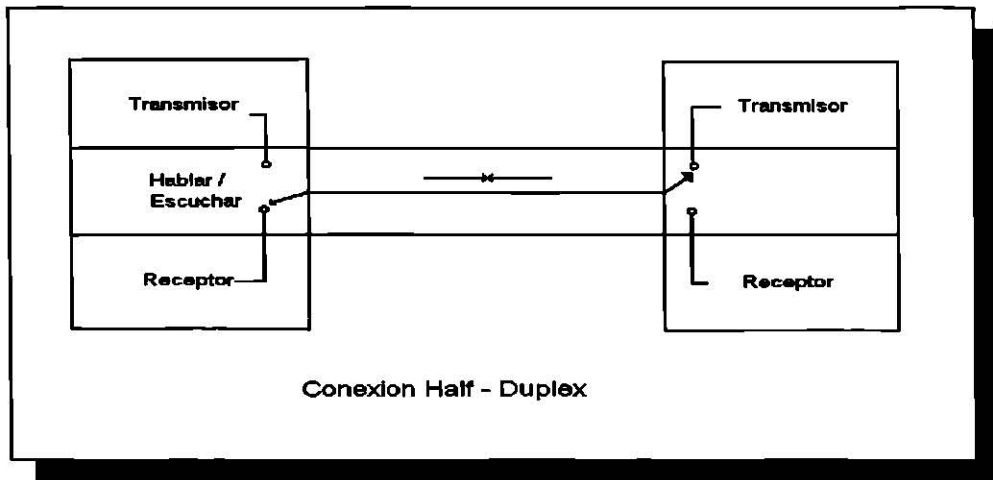 Transmisor
Hablar /
Escuchar
Receptor
Transmisor
Receptor
Conexion Half - Duplex